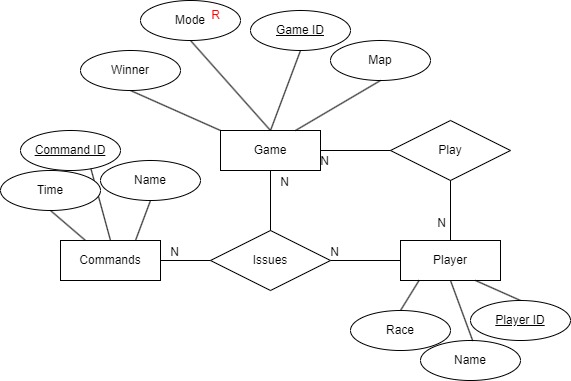 Mode R
Game ID
Winner
Map
Game
Play
N
N
Command ID
Name
Time
N
N
N
Commands
Issues
Player
Race
Player ID
Name